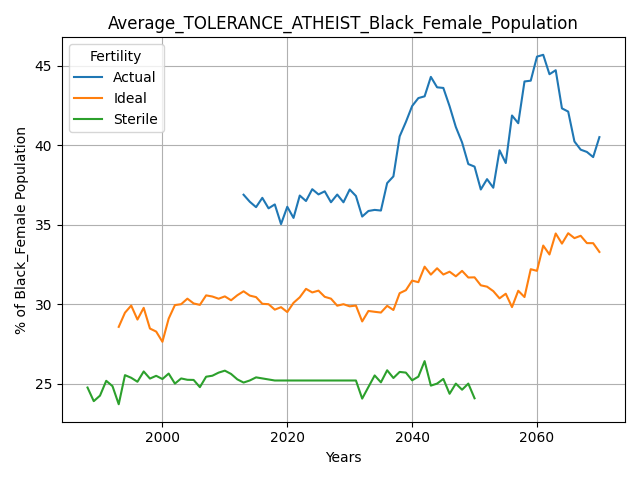 Average_TOLERANCE_ATHEIST_Black_Female_Population
Fertility
Actual
Ideal
Sterile
% of Black_Female Population
45
40
35
30
25
2000
2020
2040
2060
Years